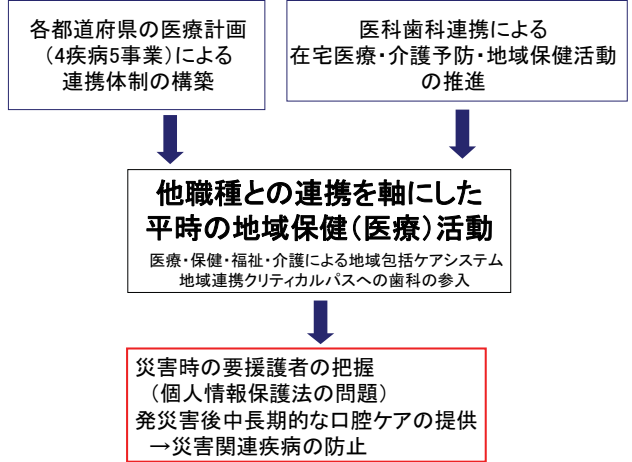 各都道府県の医療計画
(4疾病5事業)による
連携体制の構築
医科歯科連携による
在宅医療・介護予防・地域保健活動
の推進
他職種との連携を軸にした
平時の地域保健(医療)活動
医療・保健・福祉・介護による地域包括ケアシステム
地域連携クリティカルパスへの歯科の参入
災害時の要援護者の把握
(個人情報保護法の問題)
発災害後中長期的な口腔ケアの提供
→災害関連疾病の防止